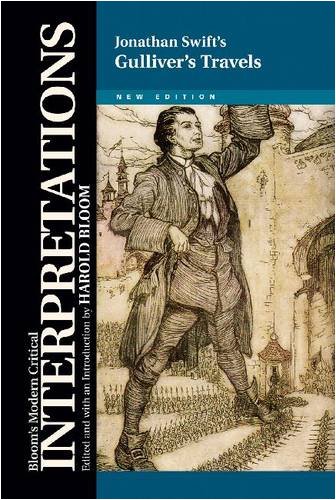 Jonathan Swift's
Gulliver's Travels
NEW EDITION
Bloom's Modern Critical
INTERPRETATIONS
Edited and with an Introduction by HAROLD BLOOM